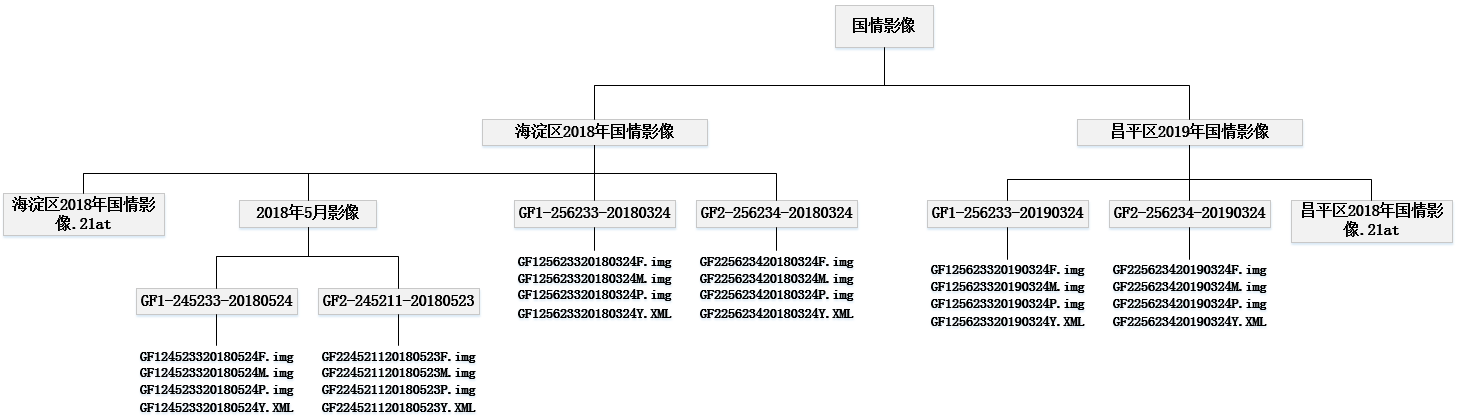 国情影像
海淀区2018年国情影像
昌平区2019年国情影像
海淀区2018年国情影
像.21at
2018年5月影像
GF1-256233-20180324
GF2-256234-20180324
GF1-256233-20190324
GF2-256234-20190324
昌平区2018年国情影
像.21at
GF125623320180324F.img
GF125623320180324M.img
GF125623320180324P.img
GF125623320180324Y.XML
GF225623420180324F.img
GF225623420180324M.img
GF225623420180324P.img
GF225623420180324Y.XML
GF125623320190324F.img
GF125623320190324M.img
GF125623320190324P.img
GF125623320190324Y.XML
GF225623420190324F.img
GF225623420190324M.img
GF225623420190324P.img
GF225623420190324Y.XML
GF1-245233-20180524
GF2-245211-20180523
GF124523320180524F.img
GF124523320180524M.img
GF124523320180524P.img
GF124523320180524Y.XML
GF224521120180523F.img
GF224521120180523M.img
GF224521120180523P.img
GF224521120180523Y.XML